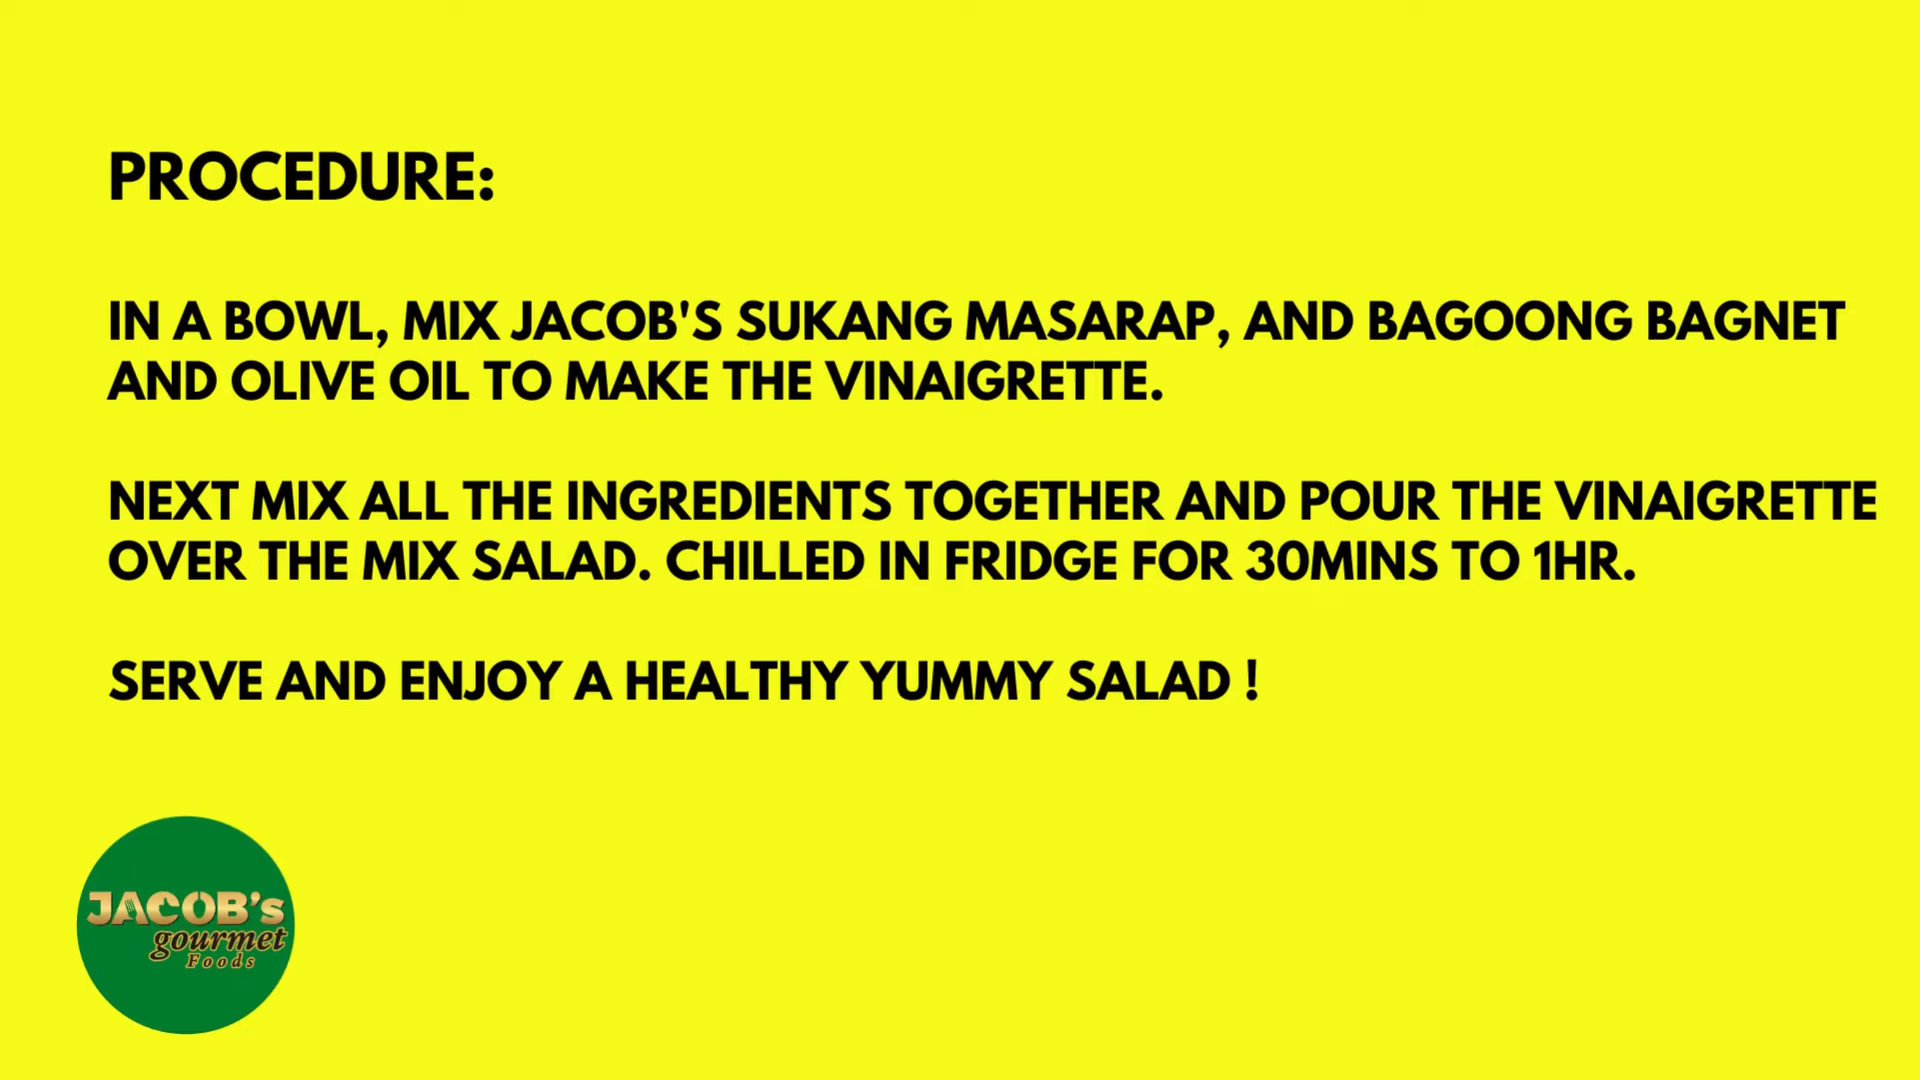 PROCEDURE:
IN A BOWL, MIX JACOB'S SUKANG MASARAP, AND BAGOONG BAGNET
AND OLIVE OIL TO MAKE THE VINAIGRETTE.
NEXT MIX ALL THE INGREDIENTS TOGETHER AND POUR THE VINAIGRETTE
OVER THE MIX SALAD. CHILLED IN FRIDGE FOR 30MINS TO 1HR.
SERVE AND ENJOY A HEALTHY YUMMY SALAD !
JACOB's
gourmet
Foods